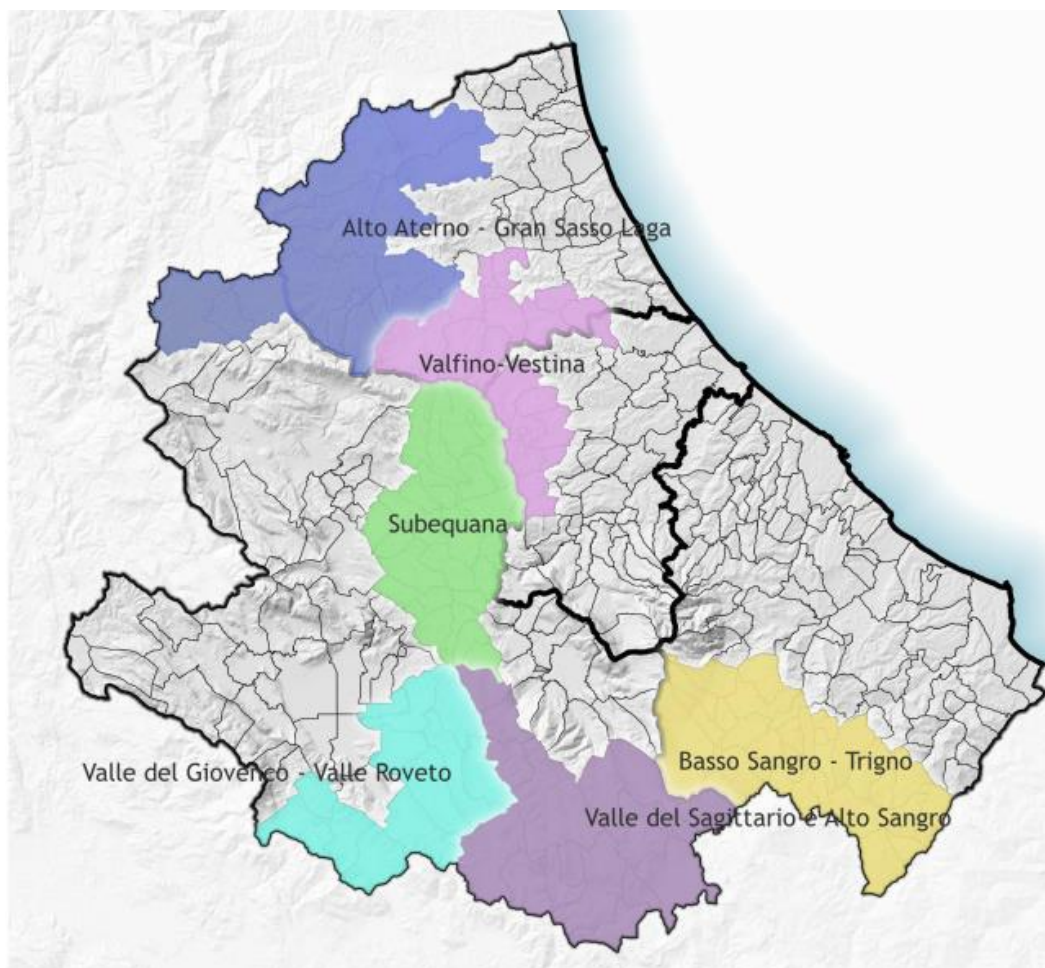 Alto Aterno - Gran Sasso Laga
Valfino-Vestina
Subequana
Basso Sangro - Trigno
Valle del Giovenco - Valle Roveto
Valle del Sagittario e Alto Sangro